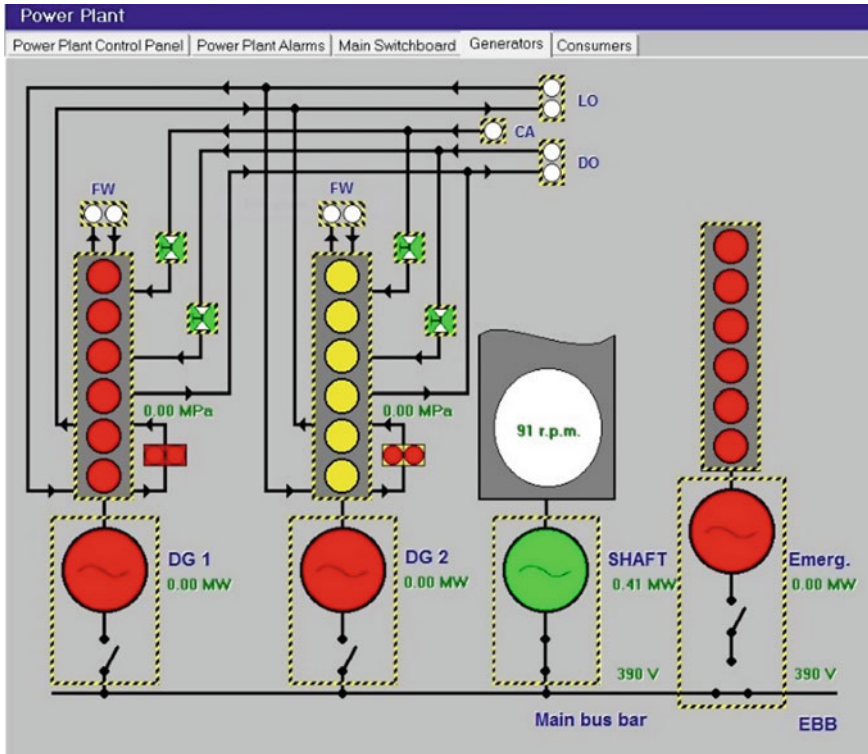 Power Plant
Power Plant Control Panel Power Plant Alarms Main Switchboard Generators Consumers
LO
CA
DO
FW FW
0.00 MPa 0.00 MPa
91 r.p.m.
DG 1 DG 2 SHAFT Emerg.
0.00 MW 0.00 MW 0.41 MW 0.00 MW
390 V 390 V
Main bus bar EBB